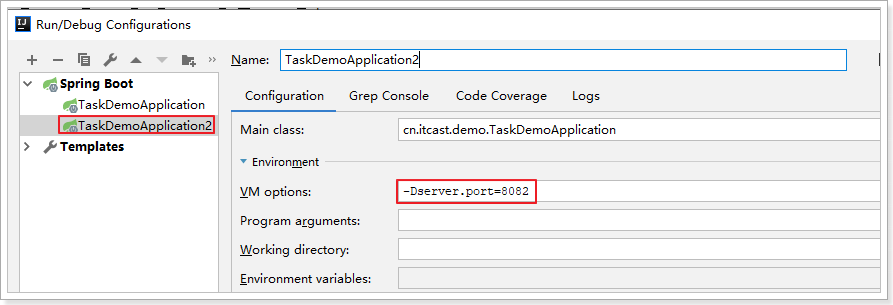 Run/Debug Configurations
Name: TaskDemoApplication2
Spring Boot
TaskDemoApplication
TaskDemoApplication2
Templates
Configuration Grep Console Code Coverage Logs
Main class: cn.itcast.demo.TaskDemoApplication
Environment
VM options: -Dserver.port=8082
Program arguments:
Working directory:
Environment variables: